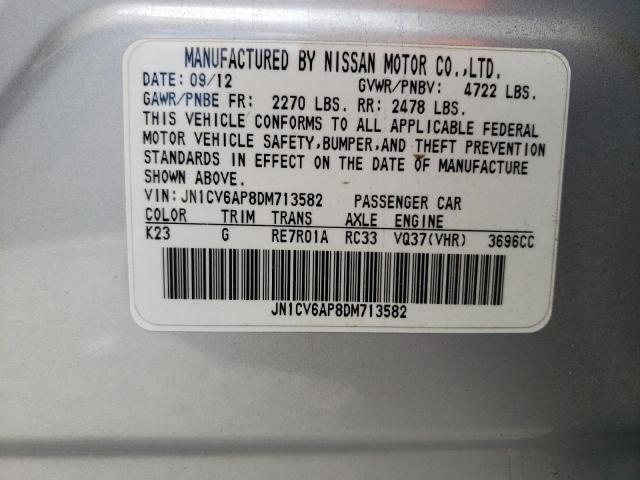 MANUFACTURED BY NISSAN MOTOR CO.,LTD.
DATE: 09/12 GVWR/PNBV: 4722 LBS.
GAWR/PNBE FR: 2270 LBS. RR: 2478 LBS.
THIS VEHICLE CONFORMS TO ALL APPLICABLE FEDERAL
MOTOR VEHICLE SAFETY,BUMPER,AND THEFT PREVENTION
STANDARDS IN EFFECT ON THE DATE OF MANUFACTURE
SHOWN ABOVE.
VIN:JN1CV6AP8DM713582 PASSENGER CAR
COLOR TRIM TRANS AXLE ENGINE
K23 G RE7R01A RC33 VQ37(VHR) 3696CC
JN1CV6AP8DM713582